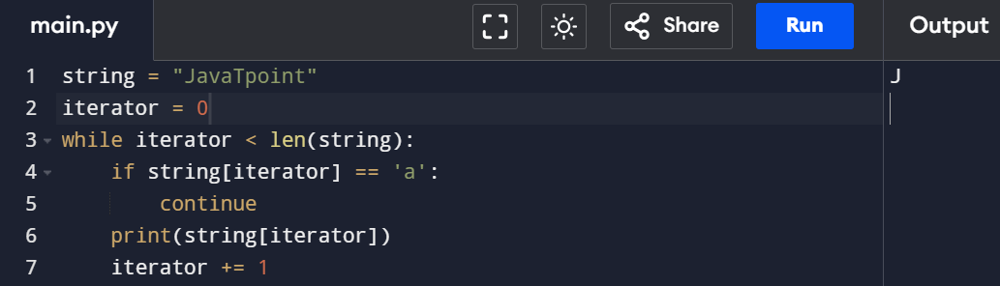 main.py Share Run Output
1 string = "JavaTpoint"
2 iterator = 0
3 while iterator < len(string):
4     if string[iterator] == 'a':
5         continue
6     print(string[iterator])
7     iterator += 1
J